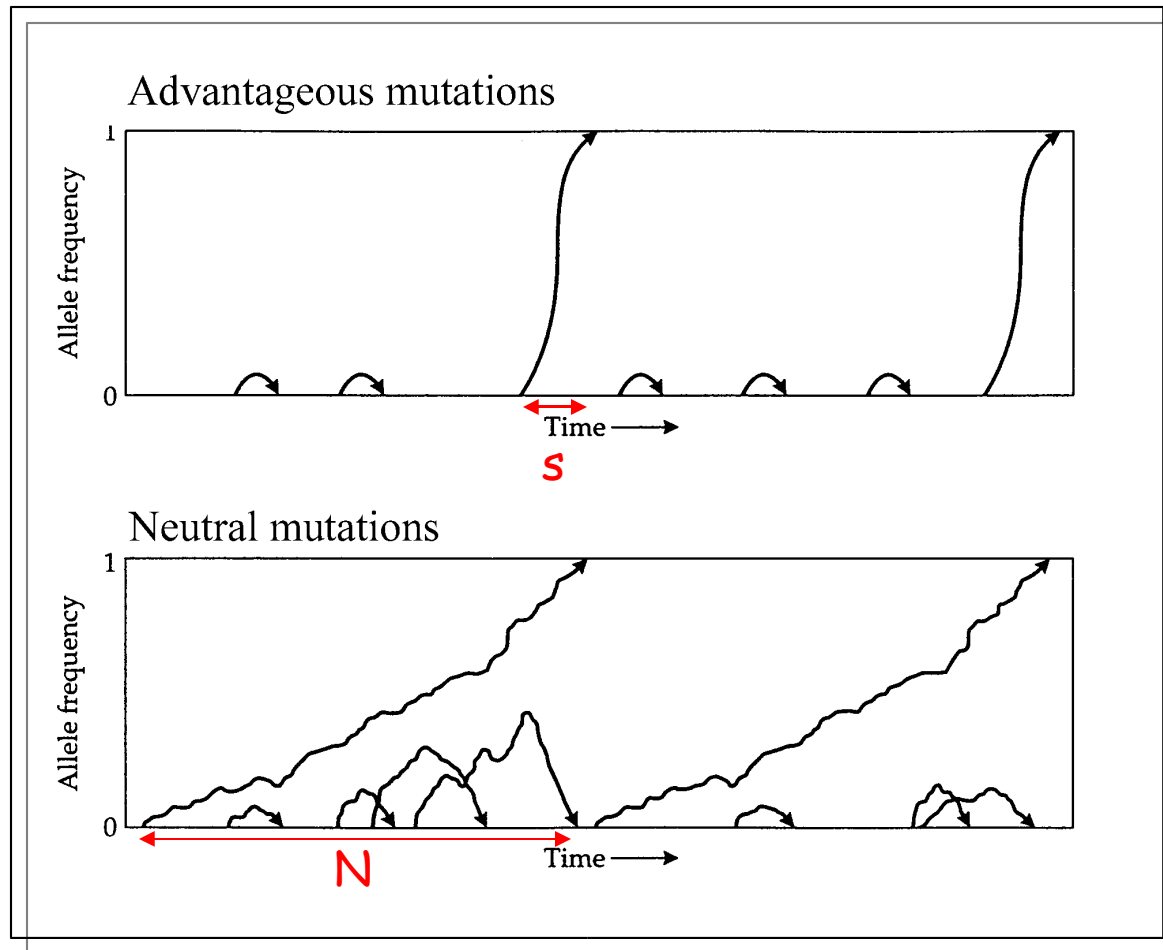 Advantageous mutations
1
Allele frequency
0
Time
s
Neutral mutations
1
Allele frequency
0
Time
N